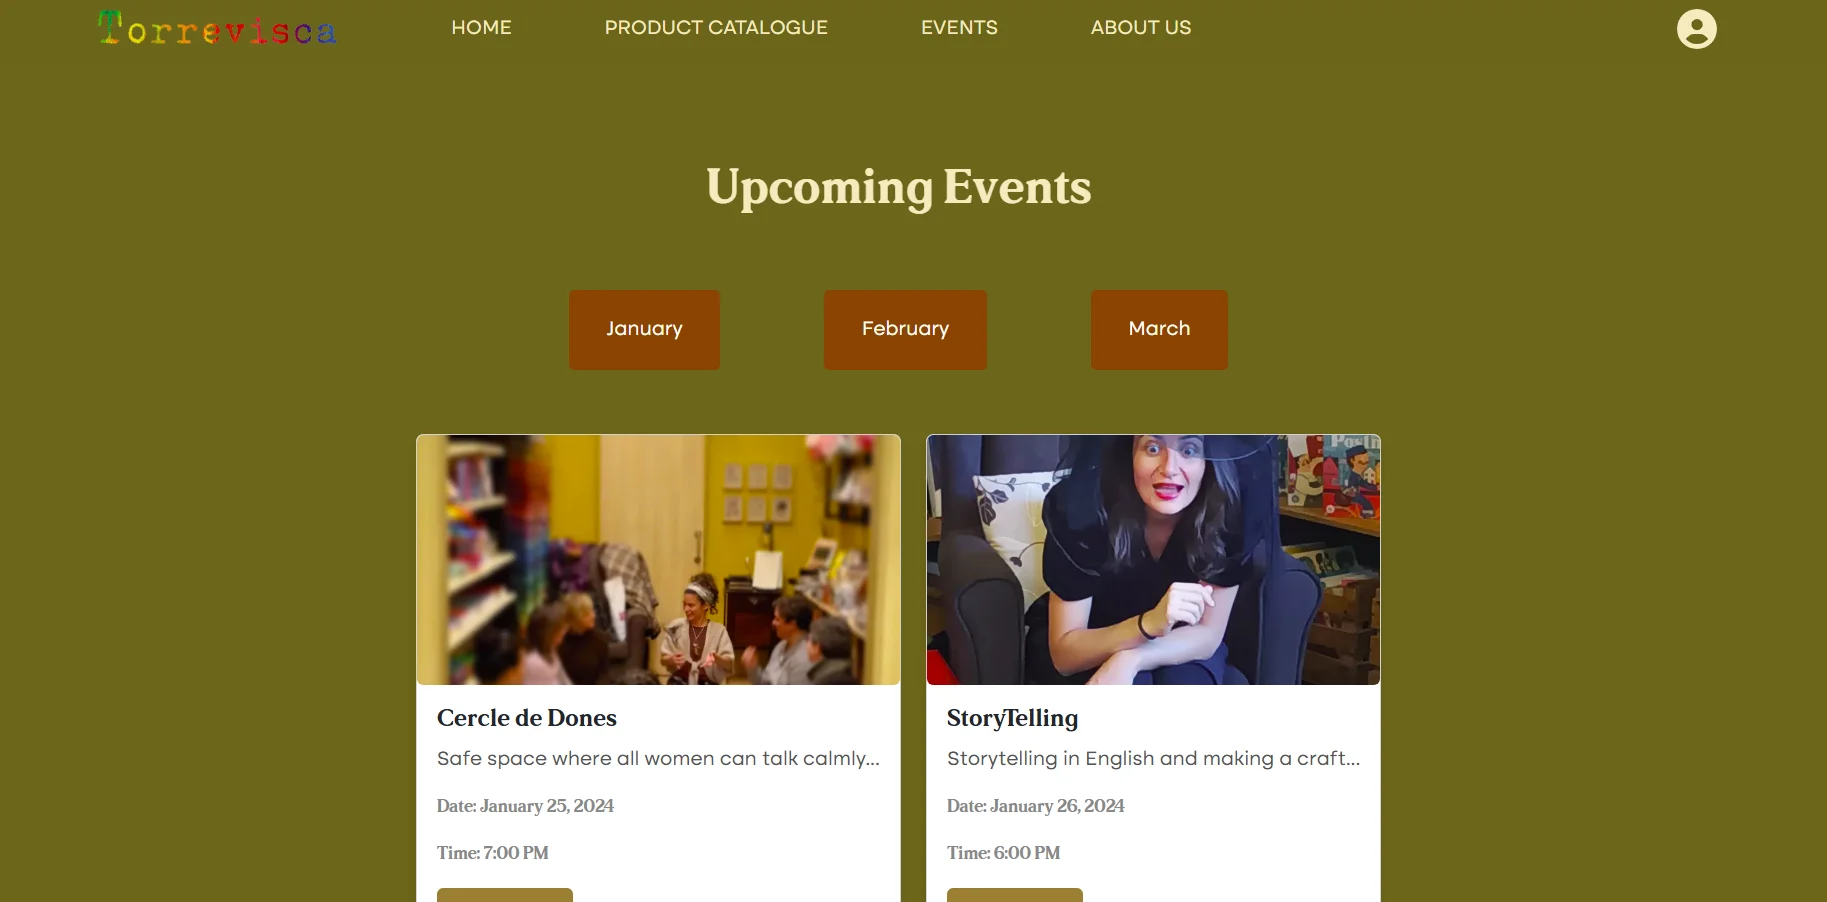 Torrevisca
HOME
PRODUCT CATALOGUE
EVENTS
ABOUT US
Upcoming Events
January
February
March
Cercle de Dones
Safe space where all women can talk calmly...
Date: January 25, 2024
Time: 7:00 PM
StoryTelling
Storytelling in English and making a craft...
Date: January 26, 2024
Time: 6:00 PM